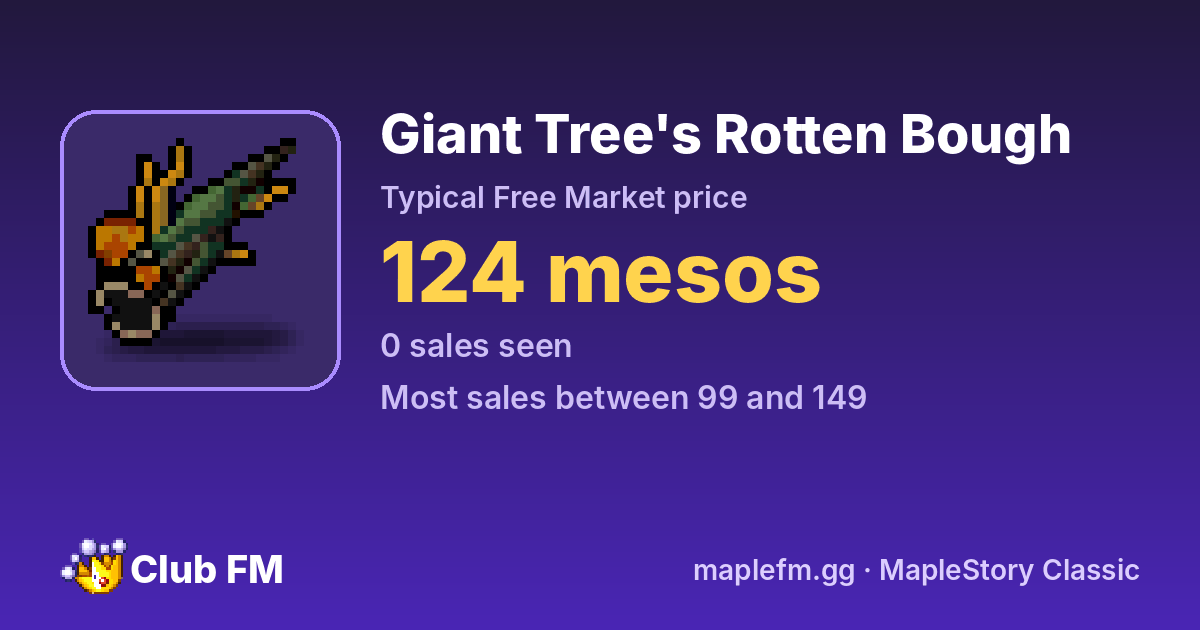 Giant Tree's Rotten Bough
Typical Free Market price
124 mesos
0 sales seen
Most sales between 99 and 149
Club FM
maplefm.gg · MapleStory Classic